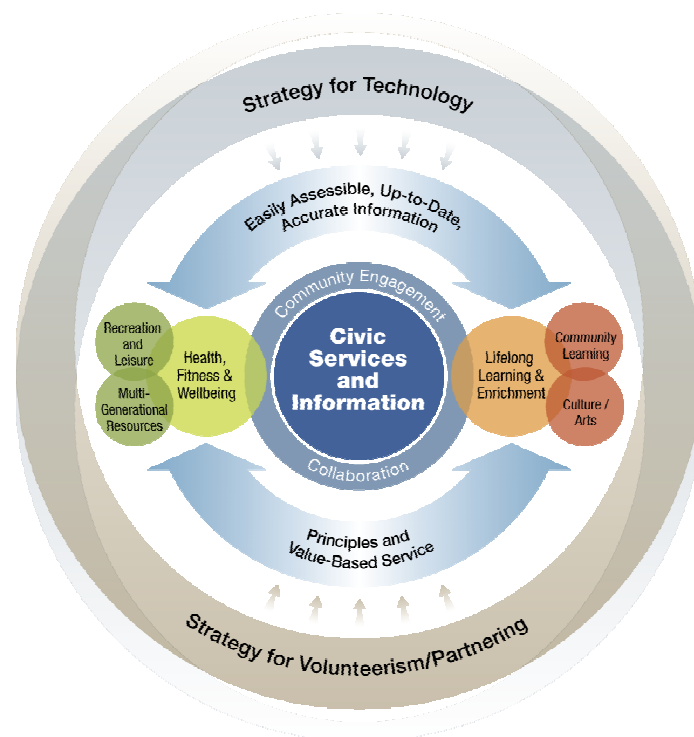 Strategy for Technology
Easily Assessible, Up-to-Date,
Accurate Information
Community Engagement
Civic
Services
and
Information
Collaboration
Recreation
and
Leisure
Multi-
Generational
Resources
Health,
Fitness &
Wellbeing
Lifelong
Learning &
Enrichment
Community
Learning
Culture /
Arts
Principles and
Value-Based Service
Strategy for Volunteerism/Partnering